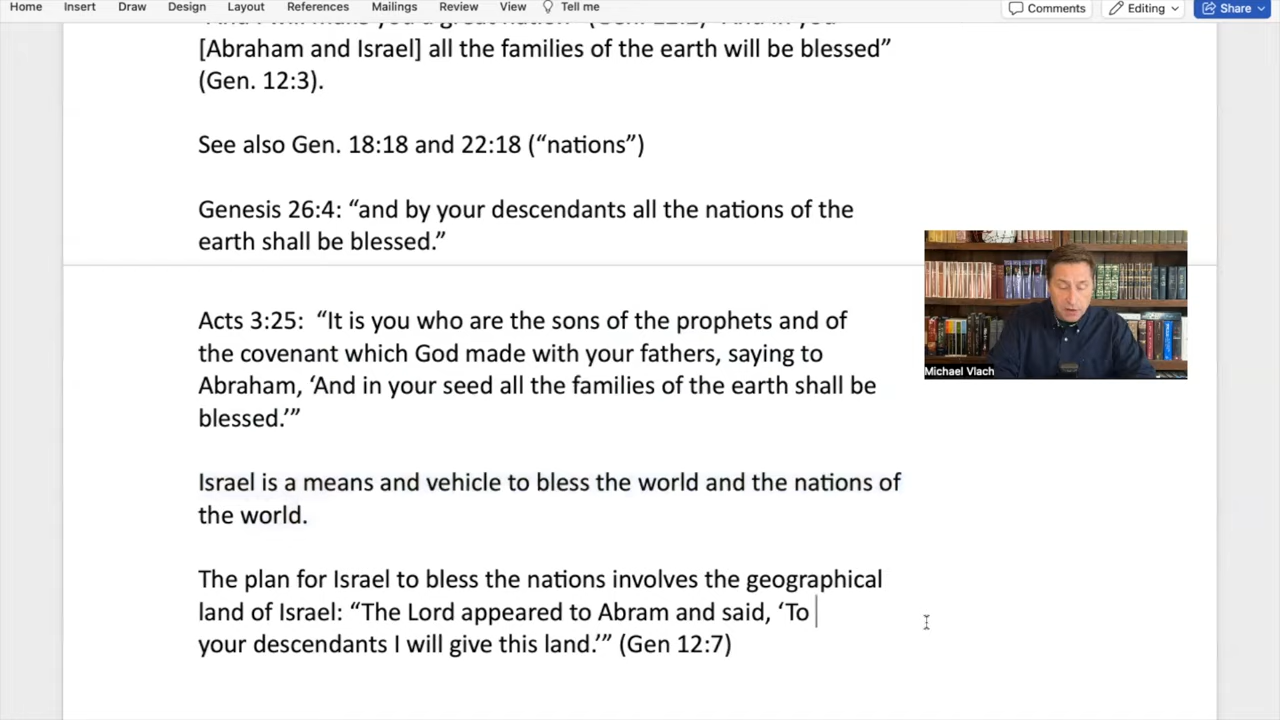 Home Insert Draw Design Layout References Mailings Review View Tell me Comments Editing Share
[Abraham and Israel] all the families of the earth will be blessed”
(Gen. 12:3).
See also Gen. 18:18 and 22:18 (“nations”)
Genesis 26:4: “and by your descendants all the nations of the
earth shall be blessed.”
Acts 3:25:  “It is you who are the sons of the prophets and of
the covenant which God made with your fathers, saying to
Abraham, ‘And in your seed all the families of the earth shall be
blessed.’”
Michael Vlach
Israel is a means and vehicle to bless the world and the nations of
the world.
The plan for Israel to bless the nations involves the geographical
land of Israel: “The Lord appeared to Abram and said, ‘To
your descendants I will give this land.’” (Gen 12:7)